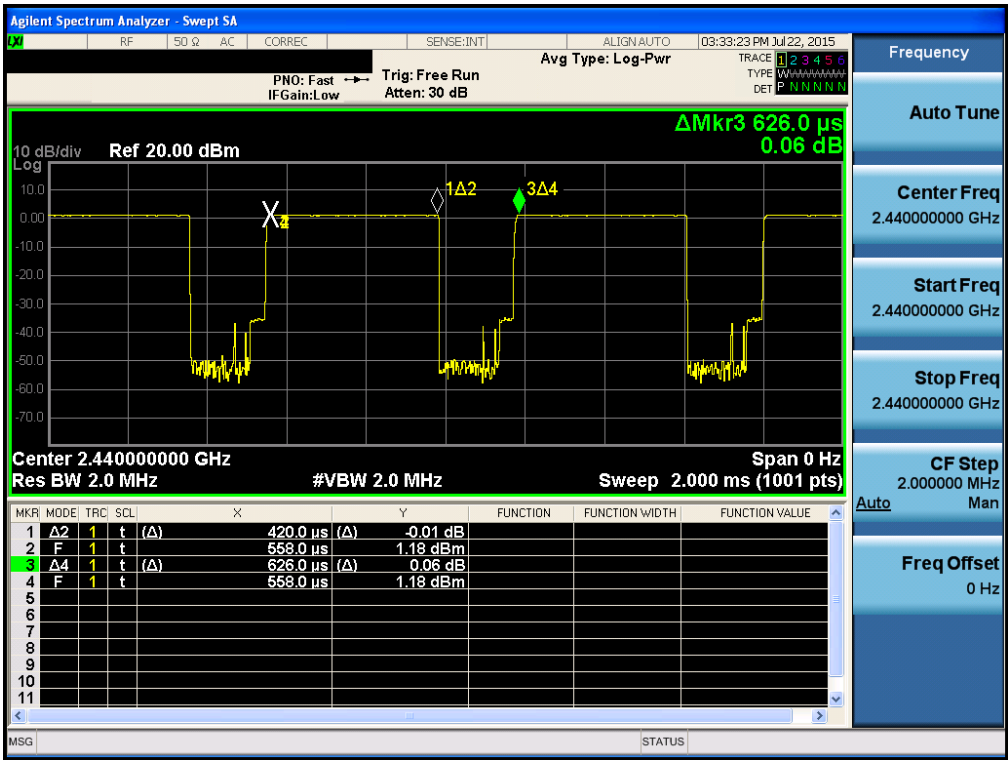 Agilent Spectrum Analyzer - Swept SA
LXI RF 50 Ω AC CORREC SENSE:INT ALIGN AUTO 03:33:23 PM Jul 22, 2015
PNO: Fast Trig: Free Run Avg Type: Log-Pwr TRACE 1 2 3 4 5 6
IFGain:Low Atten: 30 dB TYPE W
DET P N N N N N
Frequency
ΔMkr3 626.0 µs
0.06 dB
10 dB/div Ref 20.00 dBm
Log
10.0
0.00
-10.0
-20.0
-30.0
-40.0
-50.0
-60.0
-70.0
1Δ2
3Δ4
Center 2.440000000 GHz Span 0 Hz
Res BW 2.0 MHz #VBW 2.0 MHz Sweep 2.000 ms (1001 pts)
MKR MODE TRC SCL X Y FUNCTION FUNCTION WIDTH FUNCTION VALUE
1 Δ2 1 t (Δ) 420.0 µs (Δ) -0.01 dB
2 F 1 t 558.0 µs 1.18 dBm
3 Δ4 1 t (Δ) 626.0 µs (Δ) 0.06 dB
4 F 1 t 558.0 µs 1.18 dBm
5
6
7
8
9
10
11
MSG STATUS
Auto Tune
Center Freq
2.440000000 GHz
Start Freq
2.440000000 GHz
Stop Freq
2.440000000 GHz
CF Step
2.000000 MHz
Auto Man
Freq Offset
0 Hz